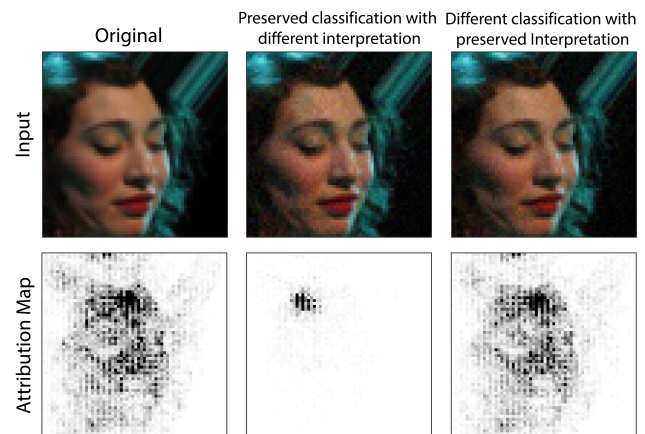 Original
Preserved classification with
different interpretation
Different classification with
preserved Interpretation
Input
Attribution Map